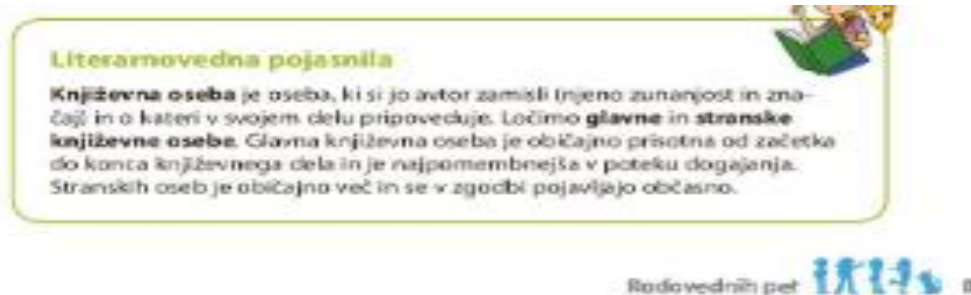 Literarnovedna pojasnila
Književna oseba je oseba, ki si jo avtor zamisli (njeno zunanjost in zna-
čaj) in o kateri v svojem delu pripoveduje. Ločimo glavne in stranske
književne osebe. Glavna književna oseba je običajno prisotna od začetka
do konca književnega dela in je najpomembnejša v poteku dogajanja.
Stranskih oseb je običajno več in se v zgodbi pojavljajo občasno.
Radovednih pet